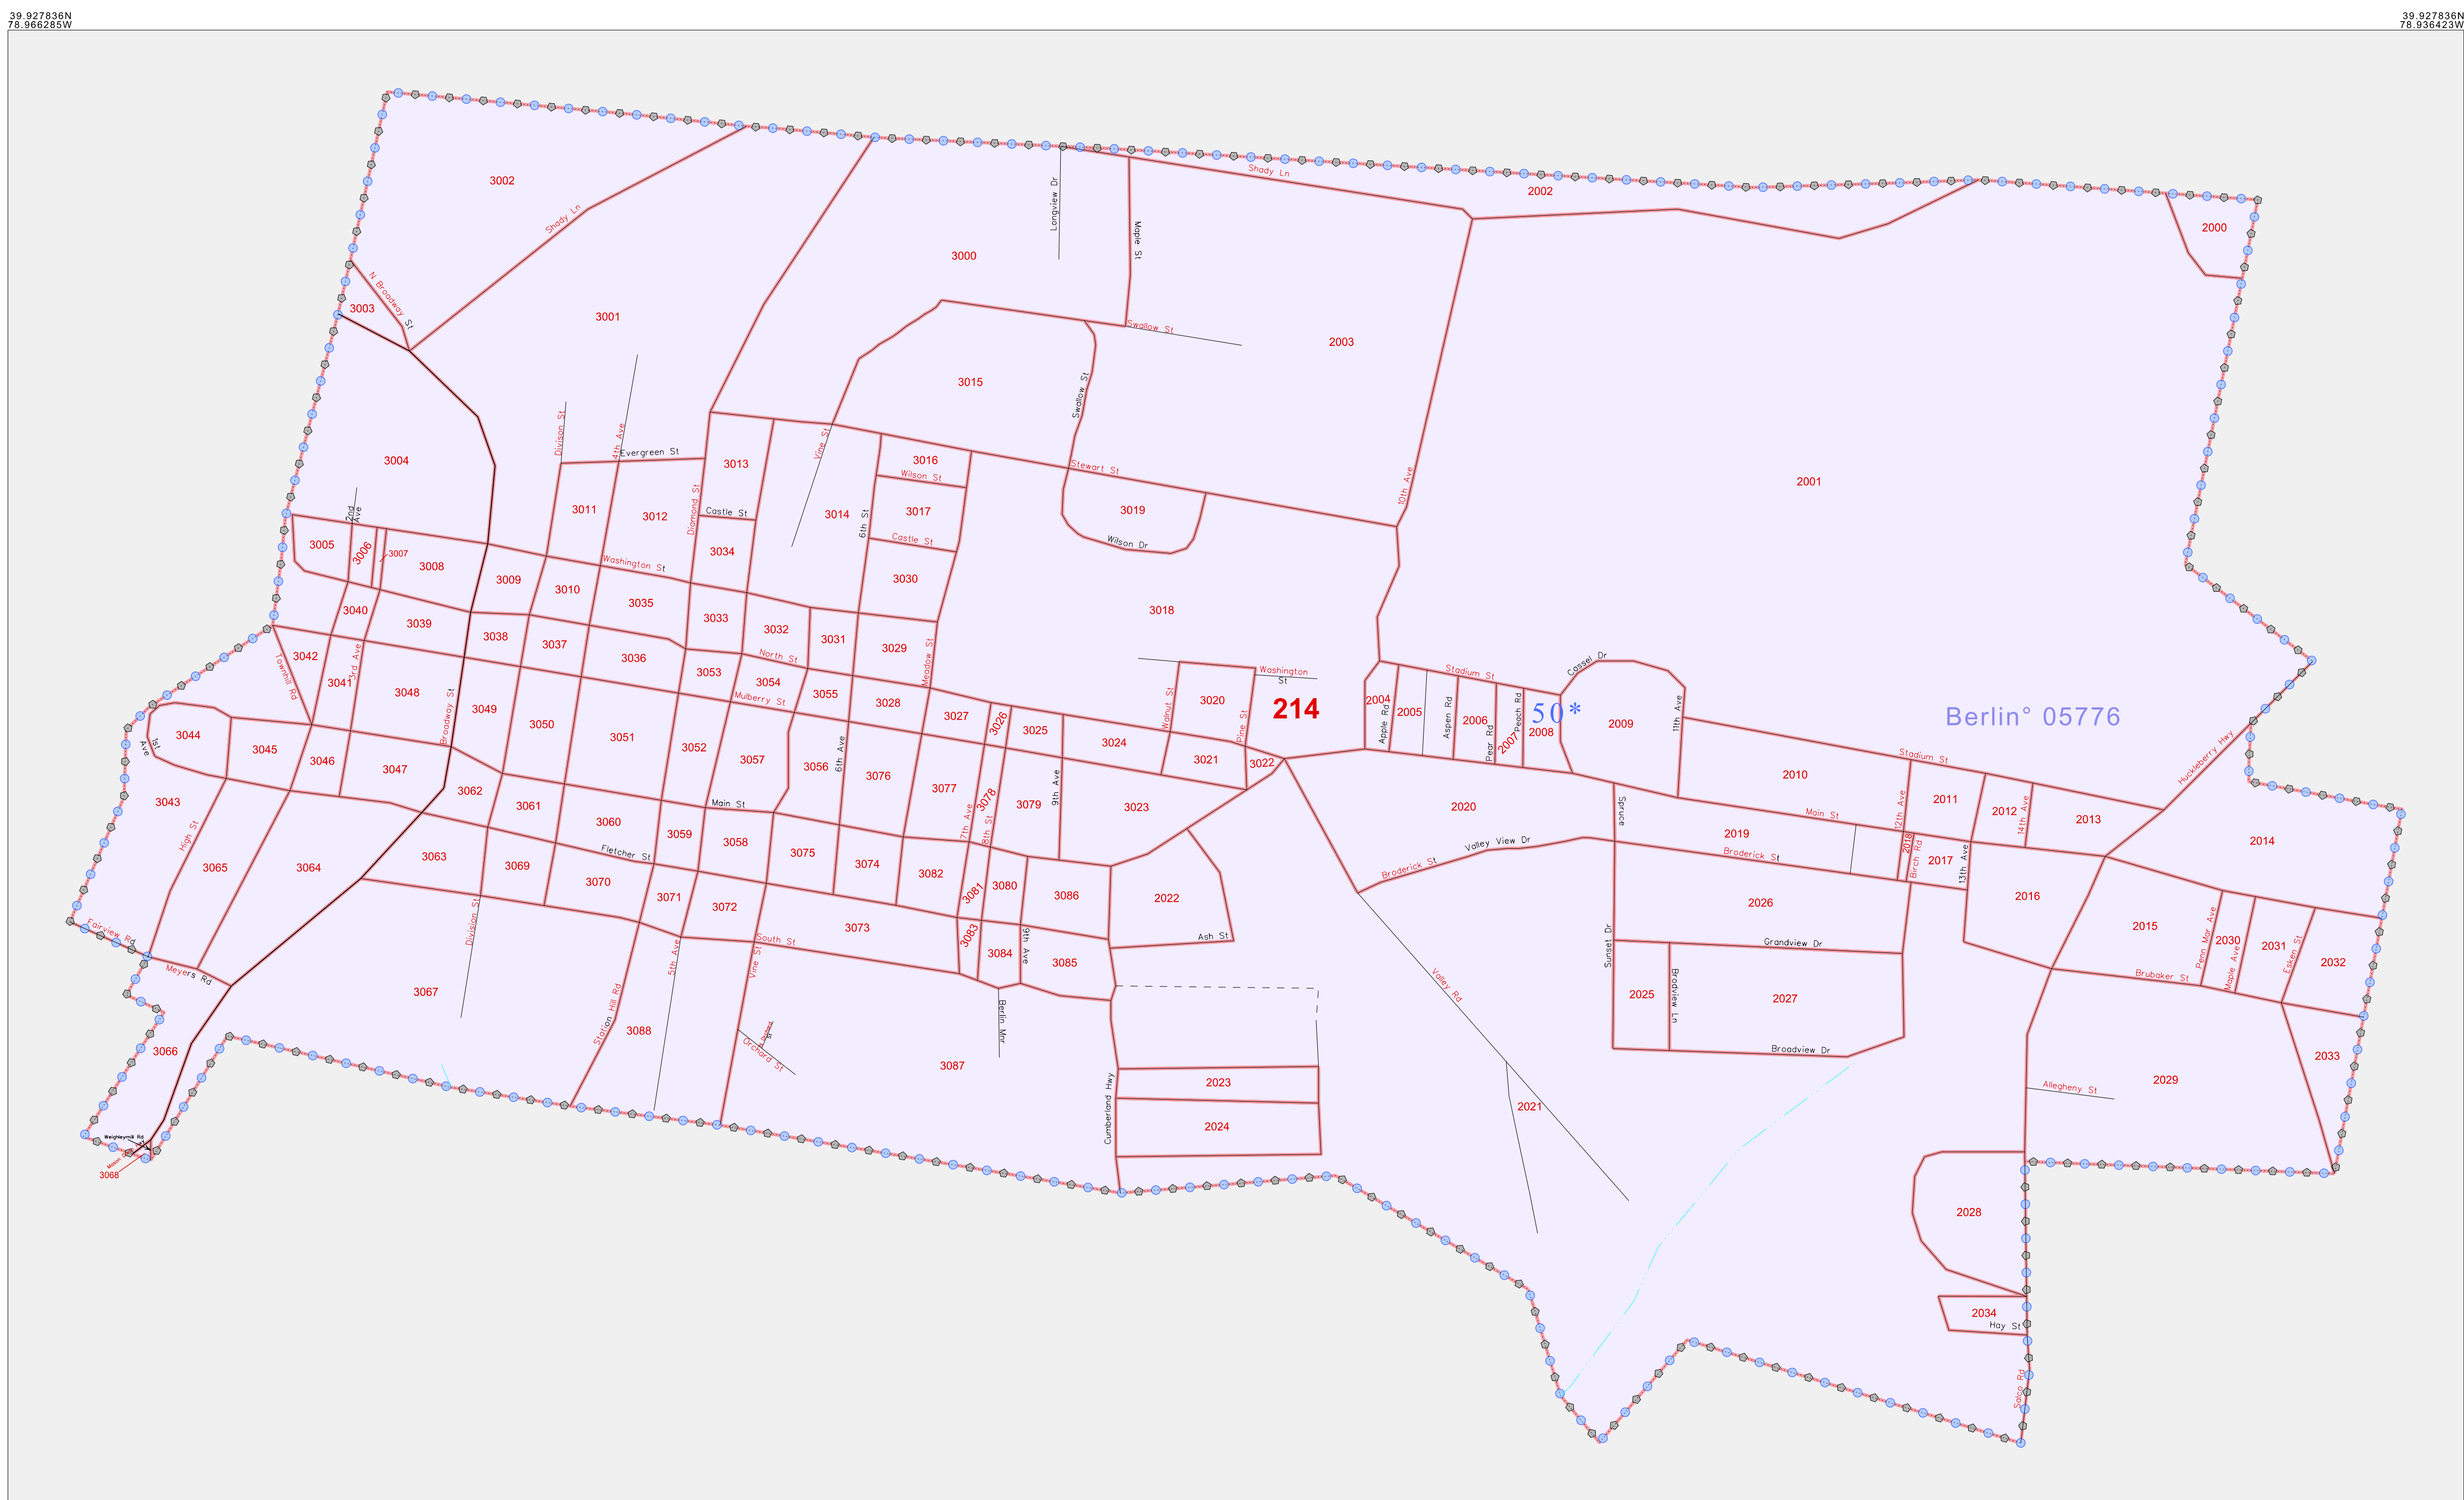 39.927836N
78.966285W
39.927836N
78.936423W
3002
Shady Ln
2002
Shady Ln
Longview Dr
Maple St
2000
3000
3003
N Broadway St
3001
Swallow St
2003
3015
Swallow St
Divison St
4th Ave
Evergreen St
3004
3013
Vine St
3016
Wilson St
Stewart St
10th Ave
2001
2nd Ave
3011
3012
Diamond St
Castle St
3014
6th St
3017
3019
Wilson Dr
3005
3006
3007
3008
3034
Castle St
3009
3010
Washington St
3030
3035
3018
3040
3039
3038
3037
3033
3032
3031
3029
3036
3042
Townhill Rd
3041
3rd Ave
3053
North St
3054
3055
Meadow St
Washington St
Stadium St
Cassel Dr
3048
Broadway St
3049
Mulberry St
3028
3027
3026
3025
Walnut St
3020
Pine St
214
2004
Apple Rd
2005
Aspen Rd
2006
Pear Rd
2007
Peach Rd
50*
2008
2009
11th Ave
Berlin° 05776
3044
1st Ave
3045
3046
3047
3050
3051
3052
3057
3056
6th Ave
3076
3077
3024
3021
3022
Stadium St
Huckleberry Hwy
3043
3062
3061
Main St
7th Ave
3078
8th St
3079
9th Ave
3023
2020
Spruce
2010
Main St
12th Ave
2011
2012
14th Ave
2013
2014
High St
3065
3064
3063
3060
Fletcher St
3059
3058
3075
3074
3082
Broderick St
Valley View Dr
2019
Broderick St
2018
Birch Rd
2017
13th Ave
3069
3070
3071
3072
3081
3080
3086
2022
2026
2016
Fairview Rd
Division St
3073
3083
South St
9th Ave
Ash St
Grandview Dr
2015
Penn Mar Ave
2030
Maple Ave
2031
Esken St
2032
Meyers Rd
5th Ave
Vine St
3084
3085
Valley Rd
Sunset Dr
Brubaker St
3067
2025
Brodview Ln
2027
3066
Station Hill Rd
3088
Orchard St
Berlin Mnr
3087
Broadview Dr
2033
Cumberland Hwy
2023
2029
Allegheny St
2021
2024
Weighleymill Rd
3068
2028
2034
Hay St
Salco Rd